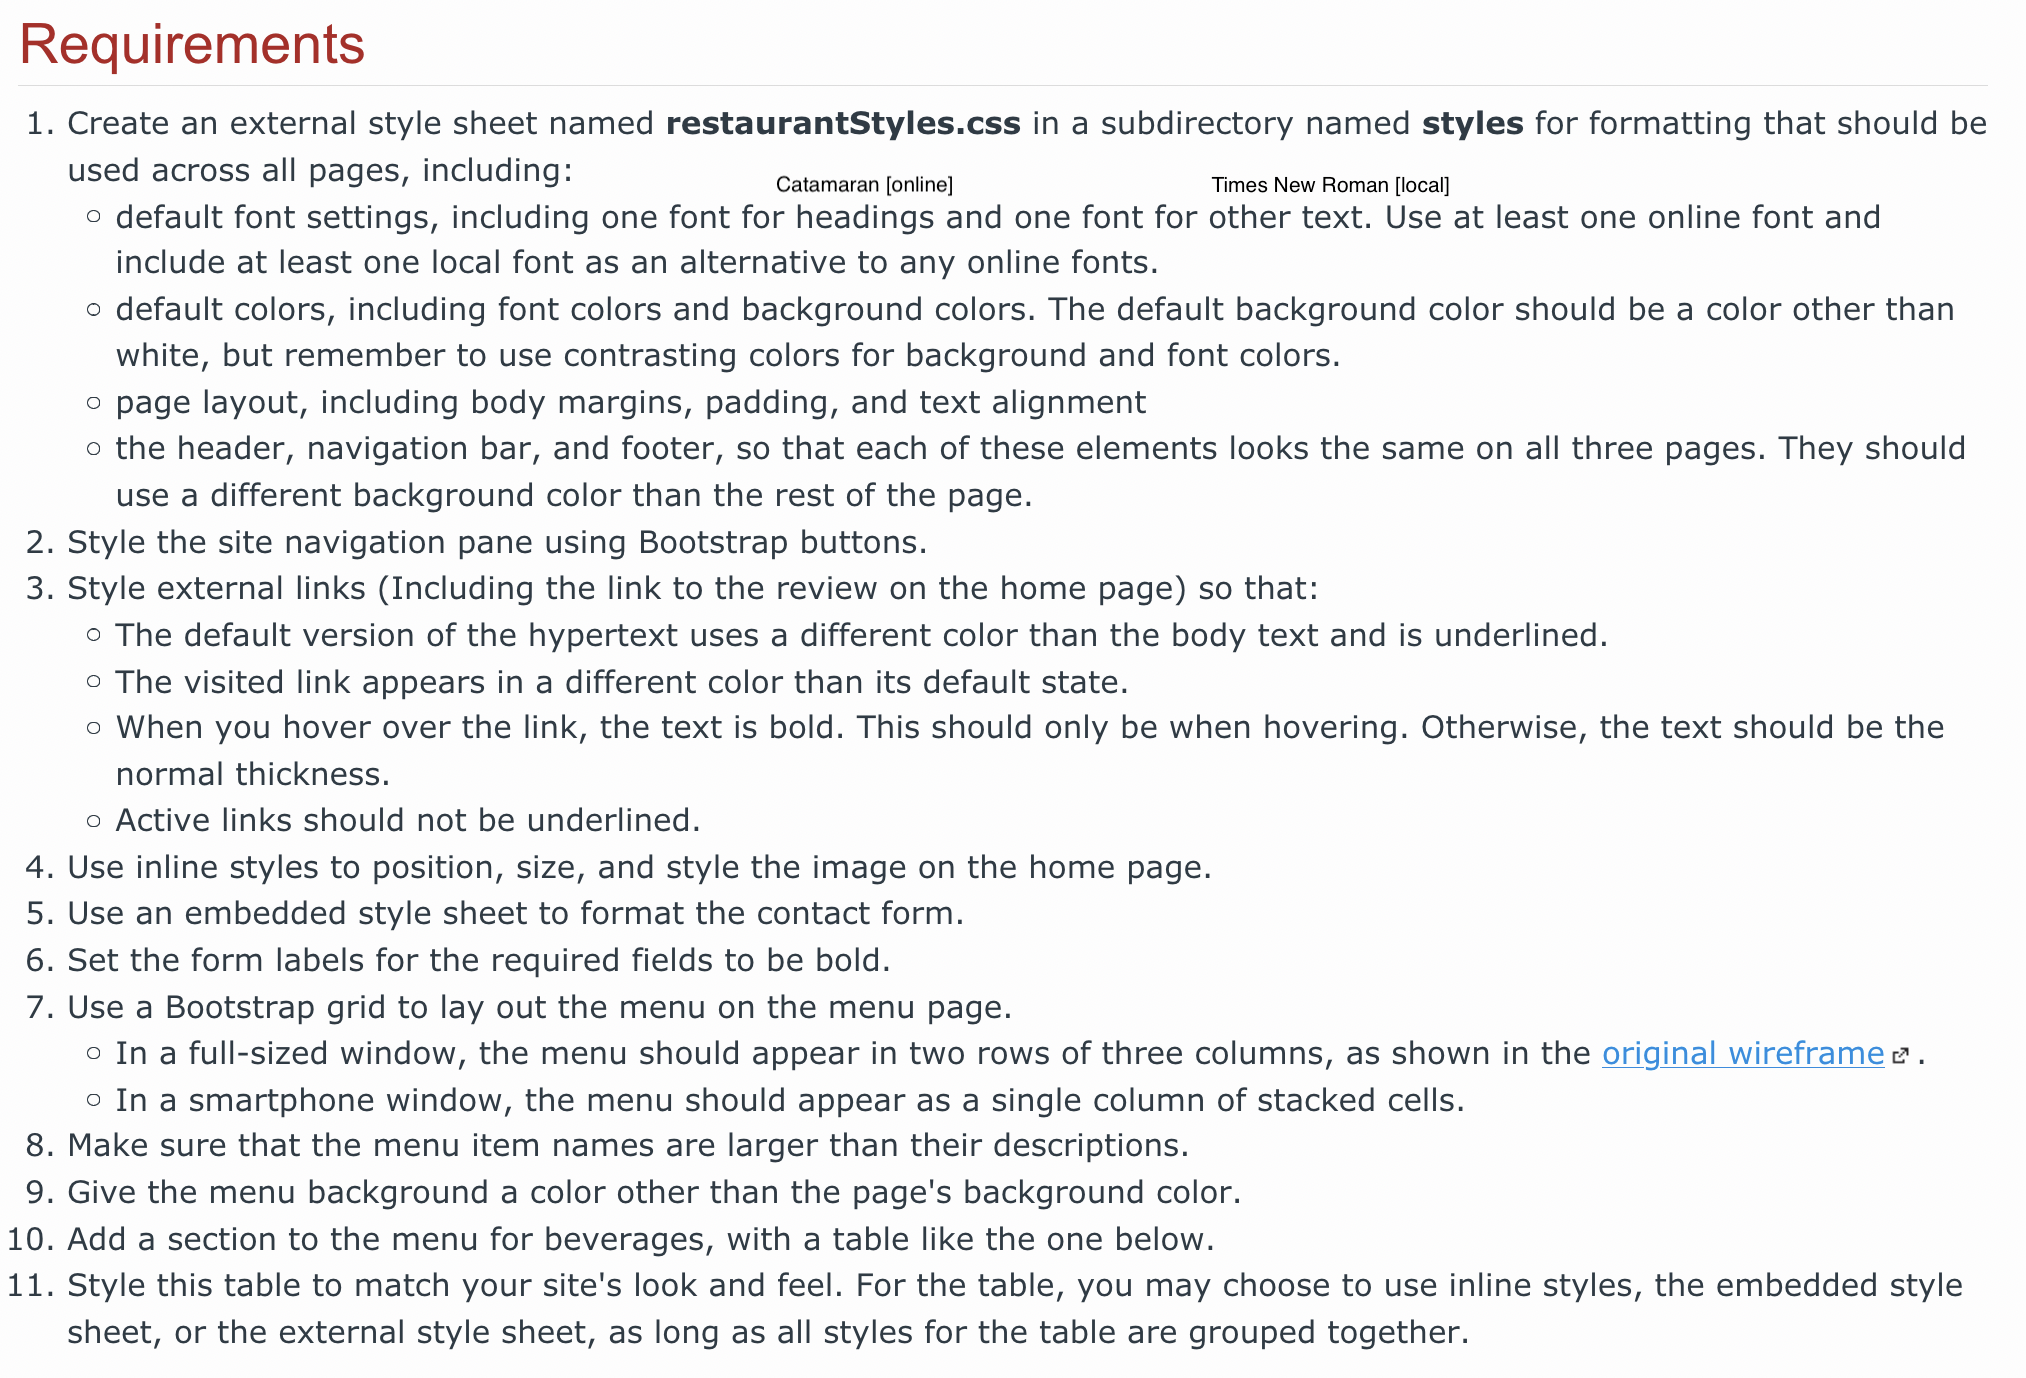 Requirements
1. Create an external style sheet named restaurantStyles.css in a subdirectory named styles for formatting that should be
used across all pages, including:
Catamaran [online] Times New Roman [local]
○ default font settings, including one font for headings and one font for other text. Use at least one online font and
include at least one local font as an alternative to any online fonts.
○ default colors, including font colors and background colors. The default background color should be a color other than
white, but remember to use contrasting colors for background and font colors.
○ page layout, including body margins, padding, and text alignment
○ the header, navigation bar, and footer, so that each of these elements looks the same on all three pages. They should
use a different background color than the rest of the page.
2. Style the site navigation pane using Bootstrap buttons.
3. Style external links (Including the link to the review on the home page) so that:
○ The default version of the hypertext uses a different color than the body text and is underlined.
○ The visited link appears in a different color than its default state.
○ When you hover over the link, the text is bold. This should only be when hovering. Otherwise, the text should be the
normal thickness.
○ Active links should not be underlined.
4. Use inline styles to position, size, and style the image on the home page.
5. Use an embedded style sheet to format the contact form.
6. Set the form labels for the required fields to be bold.
7. Use a Bootstrap grid to lay out the menu on the menu page.
○ In a full-sized window, the menu should appear in two rows of three columns, as shown in the original wireframe.
○ In a smartphone window, the menu should appear as a single column of stacked cells.
8. Make sure that the menu item names are larger than their descriptions.
9. Give the menu background a color other than the page's background color.
10. Add a section to the menu for beverages, with a table like the one below.
11. Style this table to match your site's look and feel. For the table, you may choose to use inline styles, the embedded style
sheet, or the external style sheet, as long as all styles for the table are grouped together.